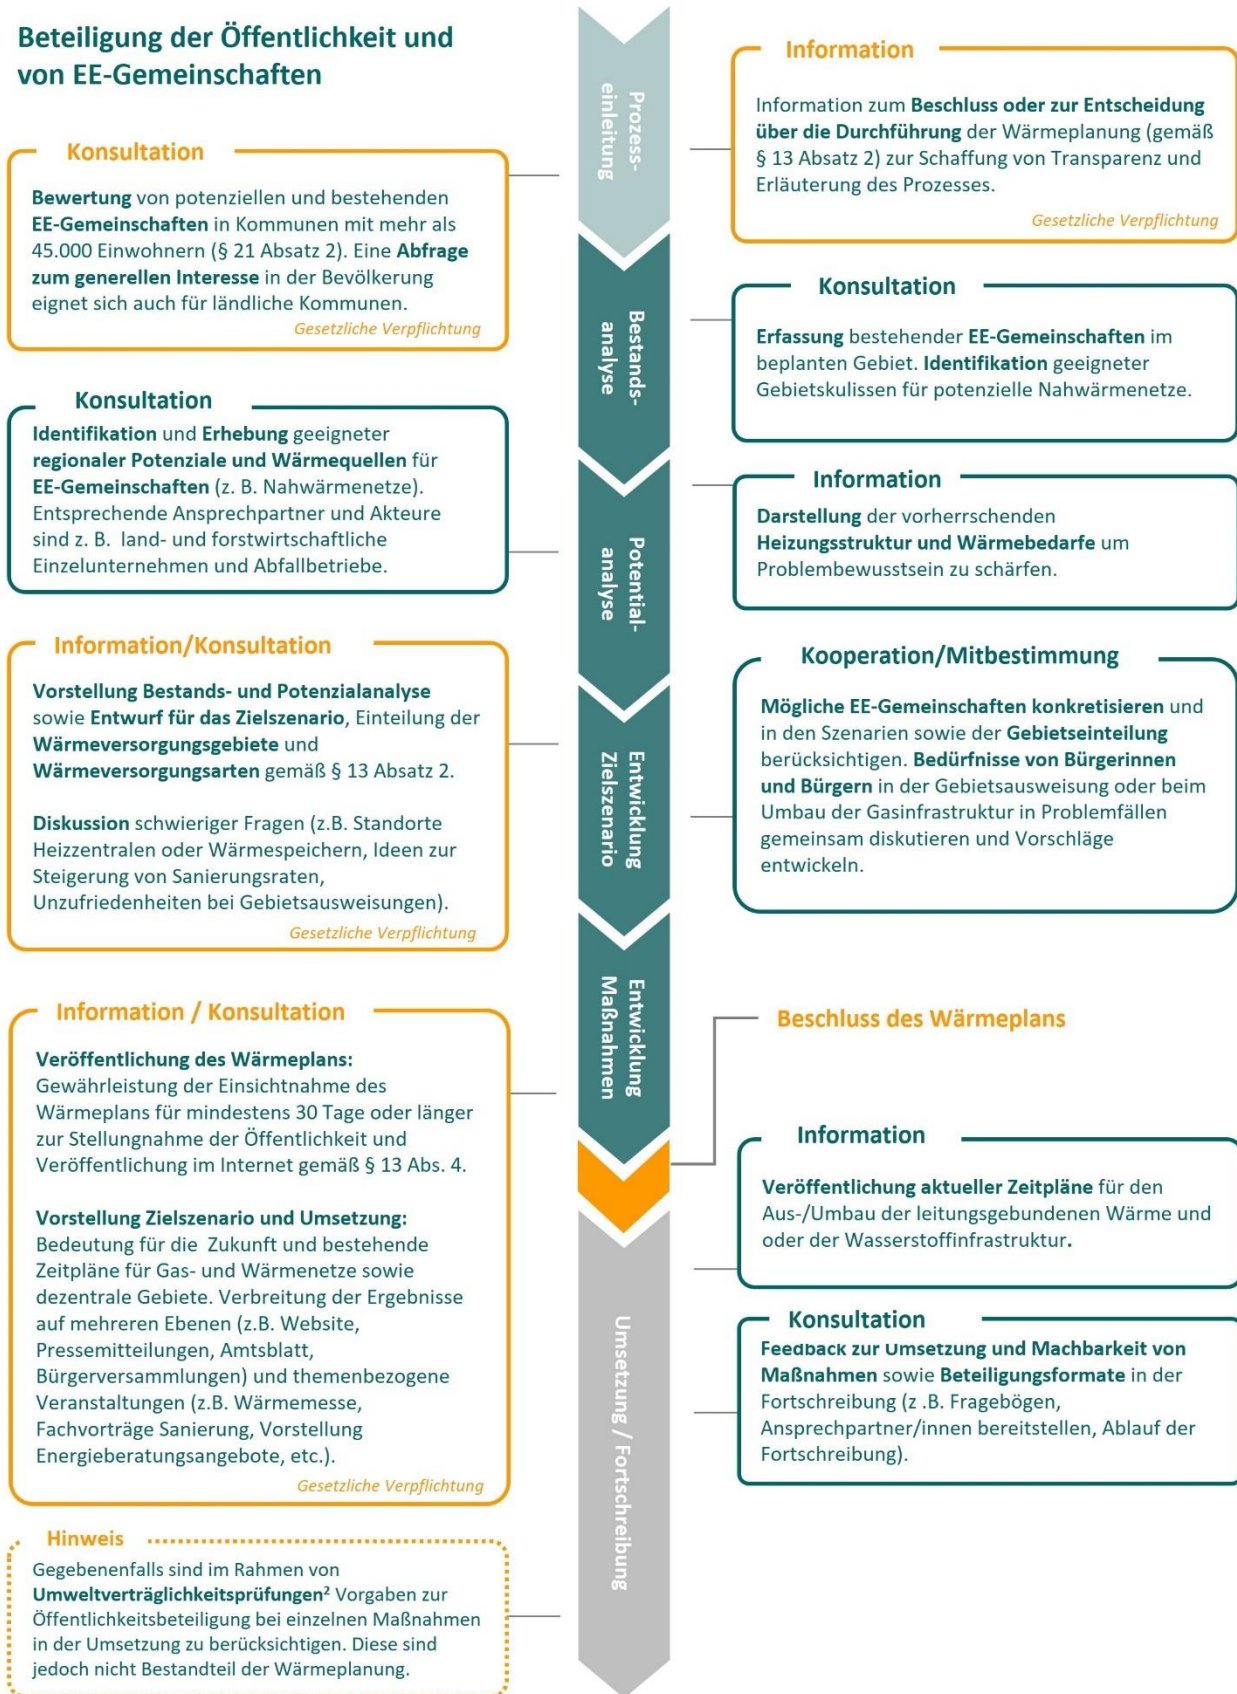 Beteiligung der Öffentlichkeit und
von EE-Gemeinschaften
Prozess-
einleitung
Information
Information zum Beschluss oder zur Entscheidung
über die Durchführung der Wärmeplanung (gemäß
§ 13 Absatz 2) zur Schaffung von Transparenz und
Erläuterung des Prozesses.
Gesetzliche Verpflichtung
Konsultation
Bewertung von potenziellen und bestehenden
EE-Gemeinschaften in Kommunen mit mehr als
45.000 Einwohnern (§ 21 Absatz 2). Eine Abfrage
zum generellen Interesse in der Bevölkerung
eignet sich auch für ländliche Kommunen.
Gesetzliche Verpflichtung
Bestands-
analyse
Konsultation
Erfassung bestehender EE-Gemeinschaften im
beplanten Gebiet. Identifikation geeigneter
Gebietskulissen für potenzielle Nahwärmenetze.
Konsultation
Identifikation und Erhebung geeigneter
regionaler Potenziale und Wärmequellen für
EE-Gemeinschaften (z. B. Nahwärmenetze).
Entsprechende Ansprechpartner und Akteure
sind z. B. land- und forstwirtschaftliche
Einzelunternehmen und Abfallbetriebe.
Potential-
analyse
Information
Darstellung der vorherrschenden
Heizungsstruktur und Wärmebedarfe um
Problembewusstsein zu schärfen.
Information/Konsultation
Vorstellung Bestands- und Potenzialanalyse
sowie Entwurf für das Zielszenario, Einteilung der
Wärmeversorgungsgebiete und
Wärmeversorgungsarten gemäß § 13 Absatz 2.
Diskussion schwieriger Fragen (z.B. Standorte
Heizzentralen oder Wärmespeichern, Ideen zur
Steigerung von Sanierungsraten,
Unzufriedenheiten bei Gebietsausweisungen).
Gesetzliche Verpflichtung
Entwicklung
Zielszenario
Kooperation/Mitbestimmung
Mögliche EE-Gemeinschaften konkretisieren und
in den Szenarien sowie der Gebietseinteilung
berücksichtigen. Bedürfnisse von Bürgerinnen
und Bürgern in der Gebietsausweisung oder beim
Umbau der Gasinfrastruktur in Problemfällen
gemeinsam diskutieren und Vorschläge
entwickeln.
Entwicklung
Maßnahmen
Information / Konsultation
Veröffentlichung des Wärmeplans:
Gewährleistung der Einsichtnahme des
Wärmeplans für mindestens 30 Tage oder länger
zur Stellungnahme der Öffentlichkeit und
Veröffentlichung im Internet gemäß § 13 Abs. 4.
Vorstellung Zielszenario und Umsetzung:
Bedeutung für die Zukunft und bestehende
Zeitpläne für Gas- und Wärmenetze sowie
dezentrale Gebiete. Verbreitung der Ergebnisse
auf mehreren Ebenen (z.B. Website,
Pressemitteilungen, Amtsblatt,
Bürgerversammlungen) und themenbezogene
Veranstaltungen (z.B. Wärmemesse,
Fachvorträge Sanierung, Vorstellung
Energieberatungsangebote, etc.).
Gesetzliche Verpflichtung
Beschluss des Wärmeplans
Information
Veröffentlichung aktueller Zeitpläne für den
Aus-/Umbau der leitungsgebundenen Wärme und
oder der Wasserstoffinfrastruktur.
Umsetzung / Fortschreibung
Konsultation
Feedback zur Umsetzung und Machbarkeit von
Maßnahmen sowie Beteiligungsformate in der
Fortschreibung (z .B. Fragebögen,
Ansprechpartner/innen bereitstellen, Ablauf der
Fortschreibung).
Hinweis
Gegebenenfalls sind im Rahmen von
Umweltverträglichkeitsprüfungen² Vorgaben zur
Öffentlichkeitsbeteiligung bei einzelnen Maßnahmen
in der Umsetzung zu berücksichtigen. Diese sind
jedoch nicht Bestandteil der Wärmeplanung.